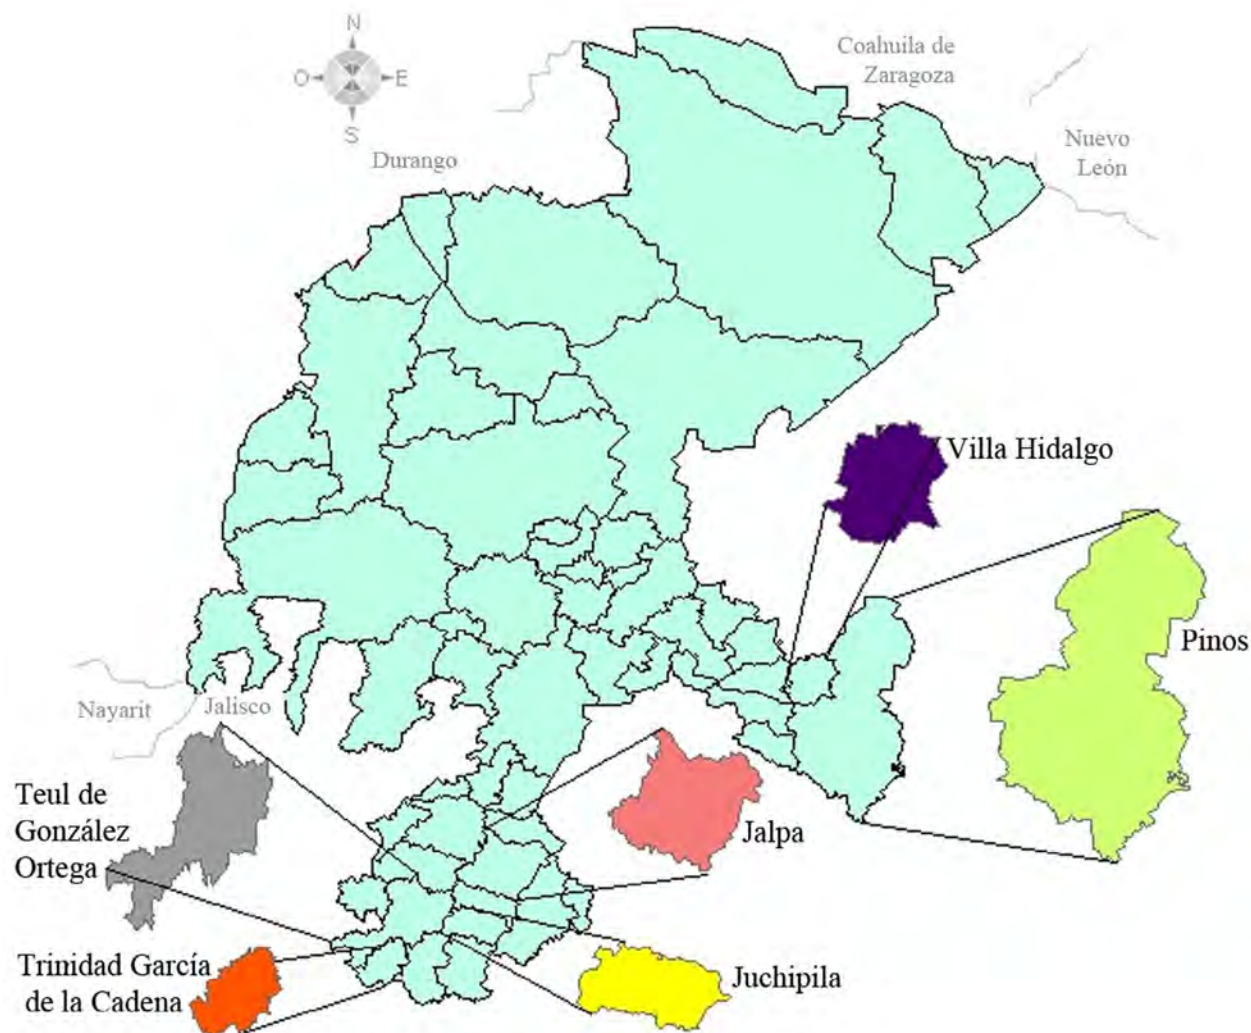 N
O
E
S
Coahuila de
Zaragoza
Nuevo
León
Durango
Villa Hidalgo
Pinos
Nayarit
Jalisco
Teul de
González
Ortega
Jalpa
Trinidad García
de la Cadena
Juchipila